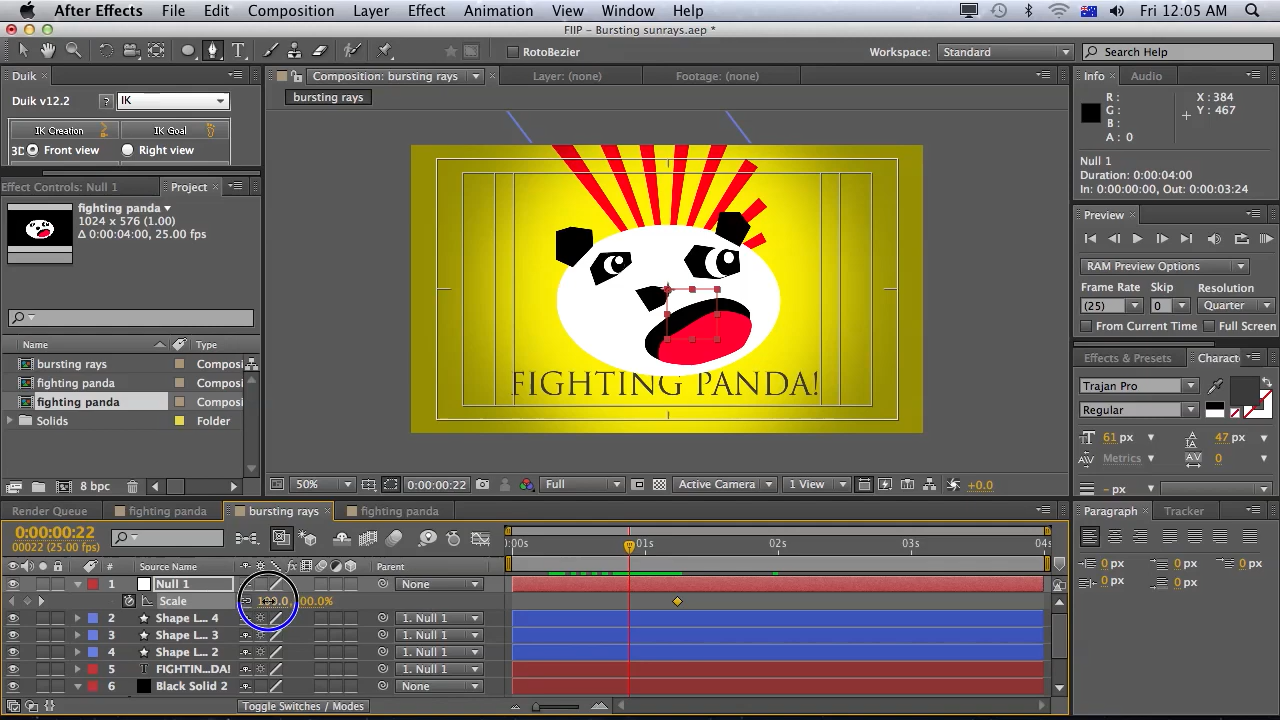 After Effects File Edit Composition Layer Effect Animation View Window Help Fri 12:05 AM
FIIP – Bursting sunrays.aep *
RotoBezier Workspace: Standard Search Help
Duik
Duik v12.2 ? IK
IK Creation IK Goal
3D Front view Right view
Effect Controls: Null 1 Project
fighting panda
1024 x 576 (1.00)
Δ 0:00:04:00, 25.00 fps
Name Type
bursting rays Composi
fighting panda Composi
fighting panda Composi
Solids Folder
8 bpc
Composition: bursting rays Layer: (none) Footage: (none)
bursting rays
FIGHTING PANDA!
50% 0:00:00:22 Full Active Camera 1 View +0.0
Info Audio
R : X : 384
G : Y : 467
B :
A : 0
Null 1
Duration: 0:00:04:00
In: 0:00:00:00, Out: 0:00:03:24
Preview
RAM Preview Options
Frame Rate Skip Resolution
(25) 0 Quarter
From Current Time Full Screen
Effects & Presets Charact
Trajan Pro
Regular
61 px 47 px
Metrics 0
– px
Paragraph Tracker
0 px 0 px 0 px
0 px 0 px
Render Queue fighting panda bursting rays fighting panda
0:00:00:22
00022 (25.00 fps)
# Source Name Parent
0:00s 01s 02s 03s 04s
1 Null 1 None
Scale
2 Shape L... 4 1. Null 1
3 Shape L... 3 1. Null 1
4 Shape L... 2 1. Null 1
5 FIGHTIN...DA! 1. Null 1
6 Black Solid 2 None
Toggle Switches / Modes